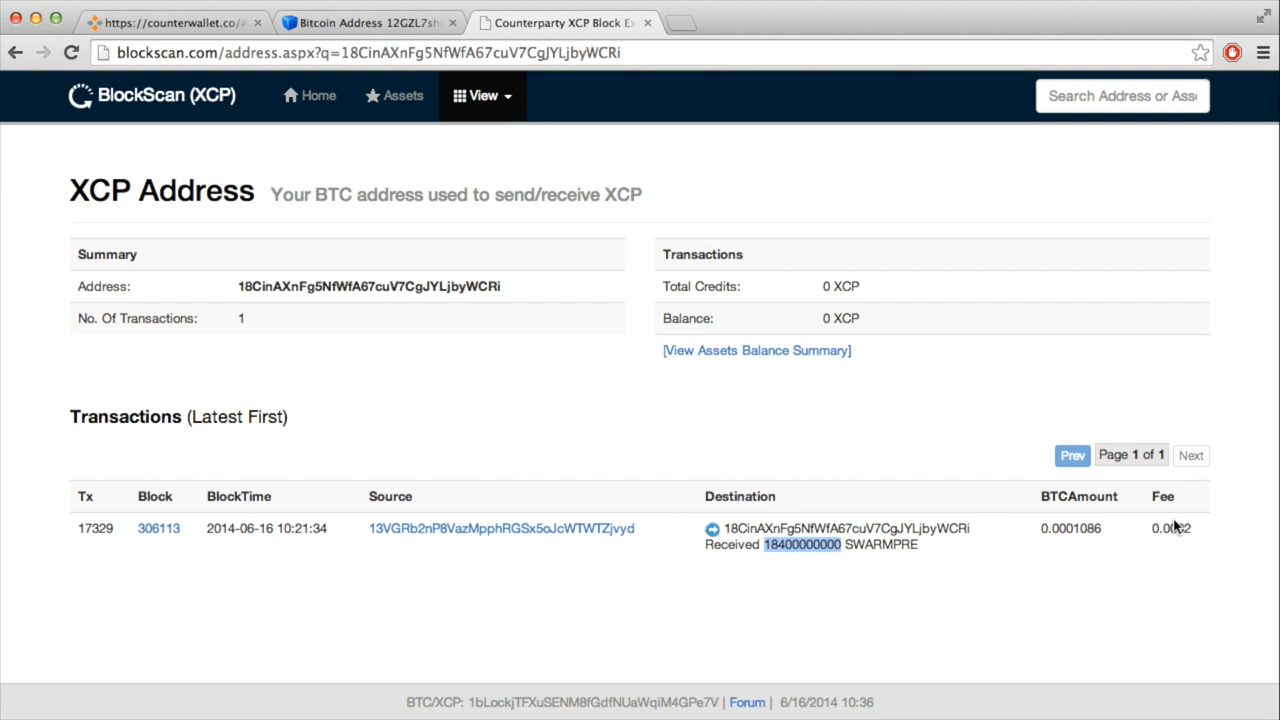 https://counterwallet.co/
Bitcoin Address 12GZL7sh
Counterparty XCP Block Ex
blockscan.com/address.aspx?q=18CinAXnFg5NfWfA67cuV7CgJYLjbyWCRi
BlockScan (XCP) Home Assets View Search Address or Asse
XCP Address Your BTC address used to send/receive XCP
Summary
Address: 18CinAXnFg5NfWfA67cuV7CgJYLjbyWCRi
No. Of Transactions: 1
Transactions
Total Credits: 0 XCP
Balance: 0 XCP
[View Assets Balance Summary]
Transactions (Latest First)
Prev Page 1 of 1 Next
Tx Block BlockTime Source Destination BTCAmount Fee
17329 306113 2014-06-16 10:21:34 13VGRb2nP8VazMpphRGSx5oJcWTWTZjvyd 18CinAXnFg5NfWfA67cuV7CgJYLjbyWCRi 0.0001086
Received 18400000000 SWARMPRE
BTC/XCP: 1bLockjTFXuSENM8fGdfNUaWqiM4GPe7V | Forum | 6/16/2014 10:36